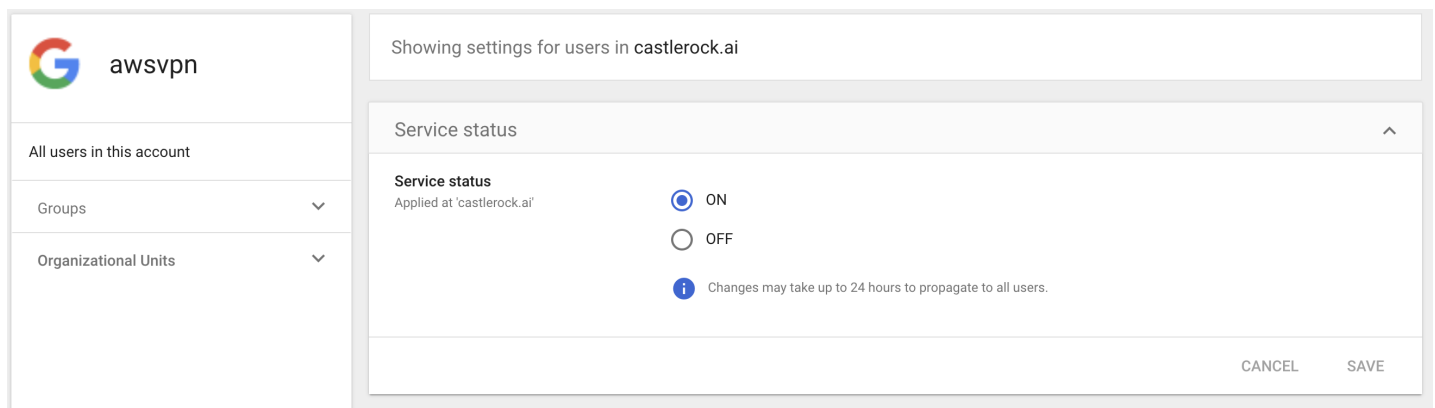 awsvpn
All users in this account
Groups
Organizational Units
Showing settings for users in castlerock.ai
Service status
Service status
Applied at 'castlerock.ai'
ON
OFF
Changes may take up to 24 hours to propagate to all users.
CANCEL SAVE